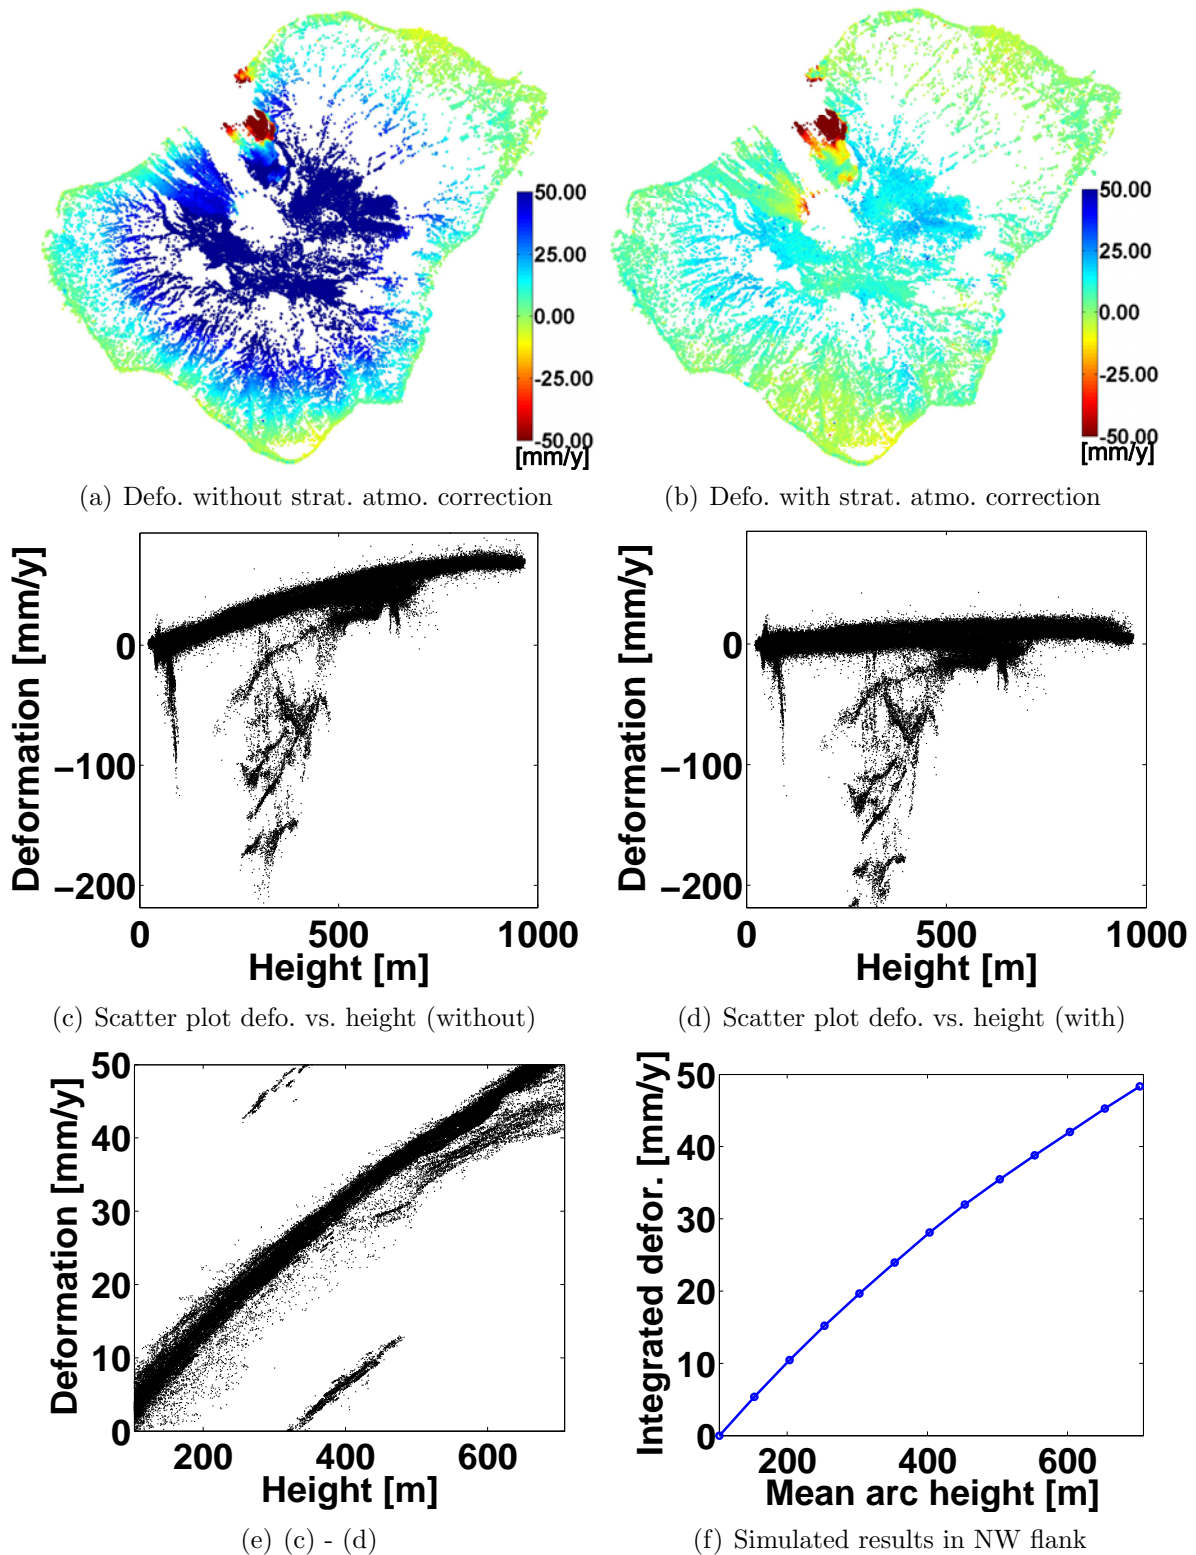 50.00
25.00
0.00
-25.00
-50.00
[mm/y]
50.00
25.00
0.00
-25.00
-50.00
[mm/y]
(a) Defo. without strat. atmo. correction
(b) Defo. with strat. atmo. correction
Deformation [mm/y]
0
−100
−200
0
500
1000
Height [m]
Deformation [mm/y]
0
−100
−200
0
500
1000
Height [m]
(c) Scatter plot defo. vs. height (without)
(d) Scatter plot defo. vs. height (with)
Deformation [mm/y]
50
40
30
20
10
0
200
400
600
Height [m]
Integrated defor. [mm/y]
50
40
30
20
10
0
200
400
600
Mean arc height [m]
(e) (c) - (d)
(f) Simulated results in NW flank